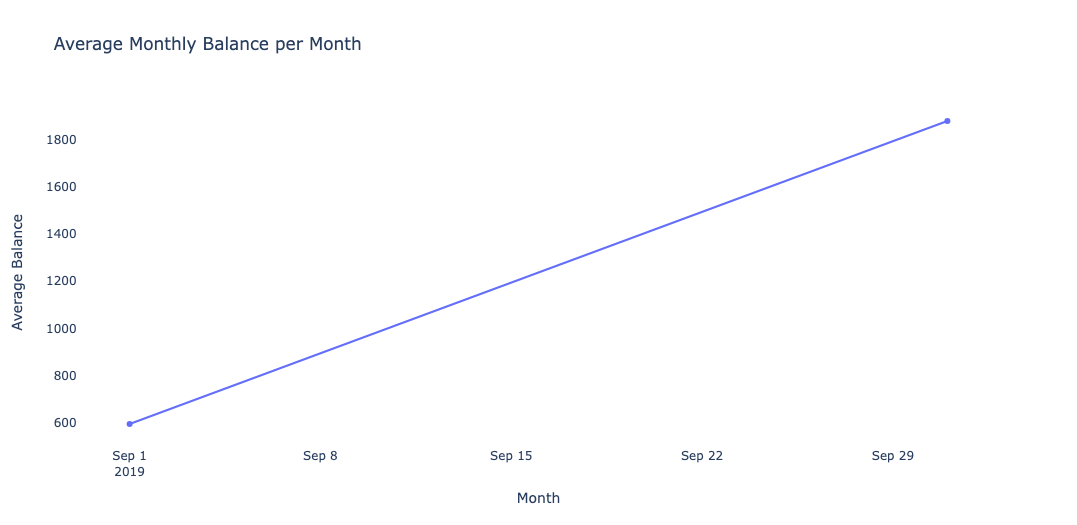 Average Monthly Balance per Month
1800
1600
1400
1200
1000
800
600
Average Balance
Sep 1
2019
Sep 8
Sep 15
Sep 22
Sep 29
Month